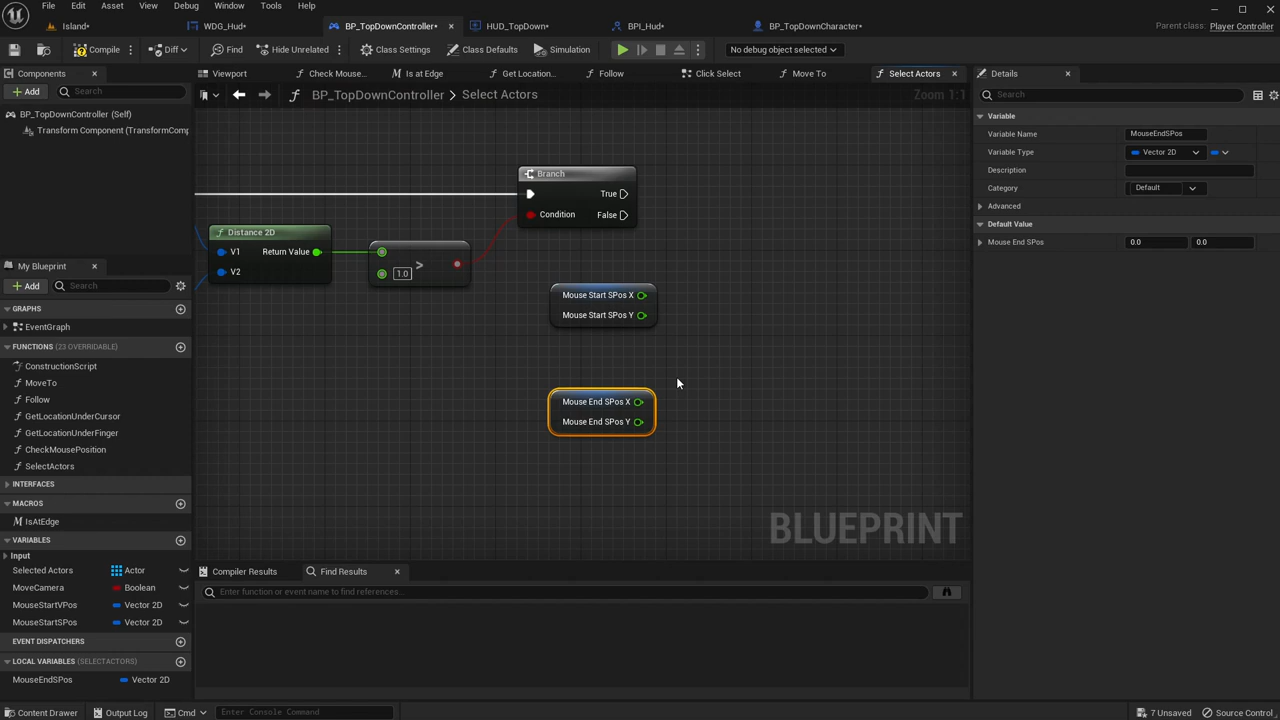 File Edit Asset View Debug Window Tools Help
Island* WDG_Hud* BP_TopDownController* HUD_TopDown* BPI_Hud* BP_TopDownCharacter* Parent class: Player Controller
Compile Diff Find Hide Unrelated Class Settings Class Defaults Simulation No debug object selected
Components Viewport Check Mouse... Is at Edge Get Location... Follow Click Select Move To Select Actors Details
Add Search BP_TopDownController > Select Actors Zoom 1:1 Search
BP_TopDownController (Self)
Transform Component (TransformComp
My Blueprint
Add Search
GRAPHS
EventGraph
FUNCTIONS (23 OVERRIDABLE)
ConstructionScript
MoveTo
Follow
GetLocationUnderCursor
GetLocationUnderFinger
CheckMousePosition
SelectActors
INTERFACES
MACROS
IsAtEdge
VARIABLES
Input
Selected Actors Actor
MoveCamera Boolean
MouseStartVPos Vector 2D
MouseStartSPos Vector 2D
EVENT DISPATCHERS
LOCAL VARIABLES (SELECTACTORS)
MouseEndSPos Vector 2D
Branch
True
Condition False
Distance 2D
V1 Return Value
V2
>
1.0
Mouse Start SPos X
Mouse Start SPos Y
Mouse End SPos X
Mouse End SPos Y
BLUEPRINT
Compiler Results Find Results
Enter function or event name to find references...
Variable
Variable Name MouseEndSPos
Variable Type Vector 2D
Description
Category Default
Advanced
Default Value
Mouse End SPos 0.0 0.0
Content Drawer Output Log Cmd Enter Console Command 7 Unsaved Source Control